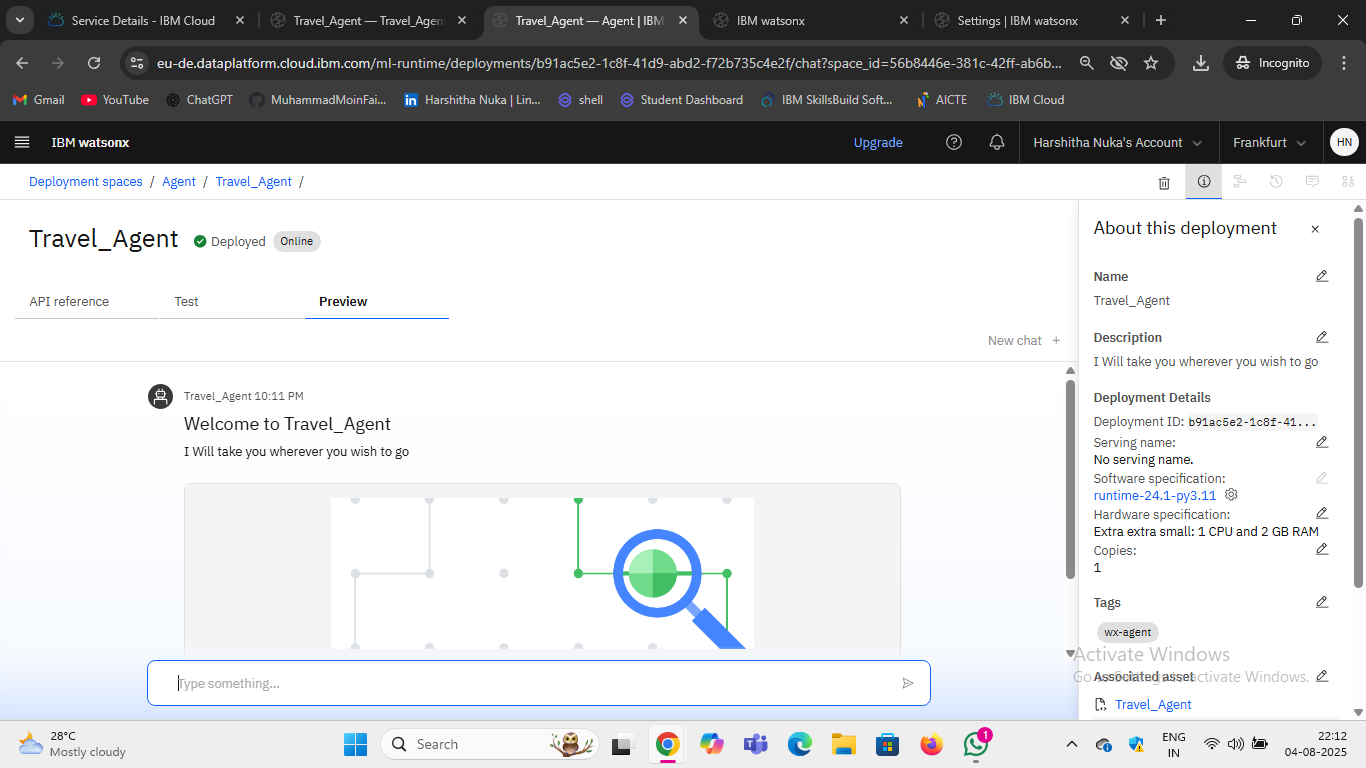 Service Details - IBM Cloud
Travel_Agent — Travel_Agent
Travel_Agent — Agent | IBM
IBM watsonx
Settings | IBM watsonx
eu-de.dataplatform.cloud.ibm.com/ml-runtime/deployments/b91ac5e2-1c8f-41d9-abd2-f72b735c4e2f/chat?space_id=56b8446e-381c-42ff-ab6b...
Incognito
Gmail
YouTube
ChatGPT
MuhammadMoinFai...
Harshitha Nuka | Lin...
shell
Student Dashboard
IBM SkillsBuild Soft...
AICTE
IBM Cloud
IBM watsonx
Upgrade
Harshitha Nuka's Account
Frankfurt
HN
Deployment spaces / Agent / Travel_Agent /
Travel_Agent
Deployed
Online
API reference
Test
Preview
New chat +
Travel_Agent 10:11 PM
Welcome to Travel_Agent
I Will take you wherever you wish to go
Type something...
About this deployment
Name
Travel_Agent
Description
I Will take you wherever you wish to go
Deployment Details
Deployment ID: b91ac5e2-1c8f-41...
Serving name:
No serving name.
Software specification:
runtime-24.1-py3.11
Hardware specification:
Extra extra small: 1 CPU and 2 GB RAM
Copies:
1
Tags
wx-agent
Activate Windows
Go to Settings to activate Windows.
Associated asset
Travel_Agent
28°C
Mostly cloudy
Search
1
ENG
IN
22:12
04-08-2025